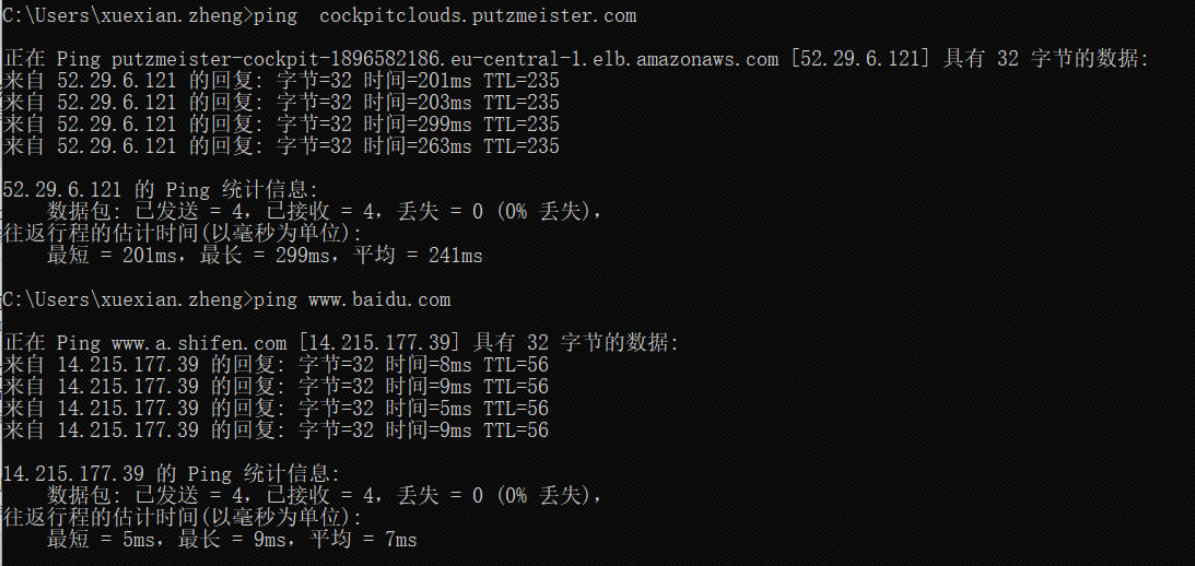 C:\Users\xuexian.zheng>ping  cockpitclouds.putzmeister.com
正在 Ping putzmeister-cockpit-1896582186.eu-central-1.elb.amazonaws.com [52.29.6.121] 具有 32 字节的数据:
来自 52.29.6.121 的回复: 字节=32 时间=201ms TTL=235
来自 52.29.6.121 的回复: 字节=32 时间=203ms TTL=235
来自 52.29.6.121 的回复: 字节=32 时间=299ms TTL=235
来自 52.29.6.121 的回复: 字节=32 时间=263ms TTL=235
52.29.6.121 的 Ping 统计信息:
数据包: 已发送 = 4，已接收 = 4，丢失 = 0 (0% 丢失)，
往返行程的估计时间(以毫秒为单位):
最短 = 201ms，最长 = 299ms，平均 = 241ms
C:\Users\xuexian.zheng>ping www.baidu.com
正在 Ping www.a.shifen.com [14.215.177.39] 具有 32 字节的数据:
来自 14.215.177.39 的回复: 字节=32 时间=8ms TTL=56
来自 14.215.177.39 的回复: 字节=32 时间=9ms TTL=56
来自 14.215.177.39 的回复: 字节=32 时间=5ms TTL=56
来自 14.215.177.39 的回复: 字节=32 时间=9ms TTL=56
14.215.177.39 的 Ping 统计信息:
数据包: 已发送 = 4，已接收 = 4，丢失 = 0 (0% 丢失)，
往返行程的估计时间(以毫秒为单位):
最短 = 5ms，最长 = 9ms，平均 = 7ms